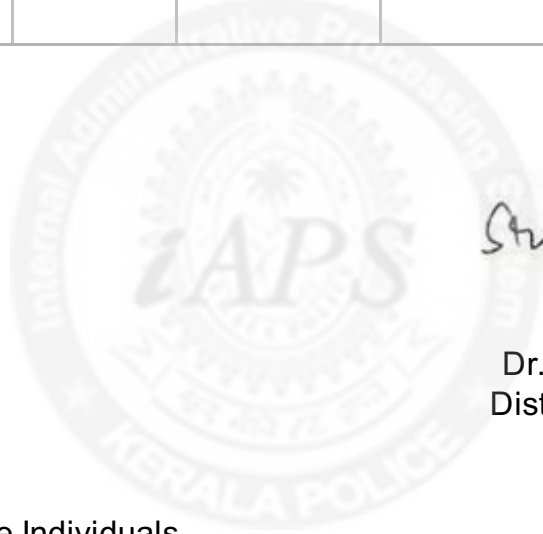 Internal Administrative Processing System
iAPS
KERALA POLICE
Dr.
Dist
e Individuals